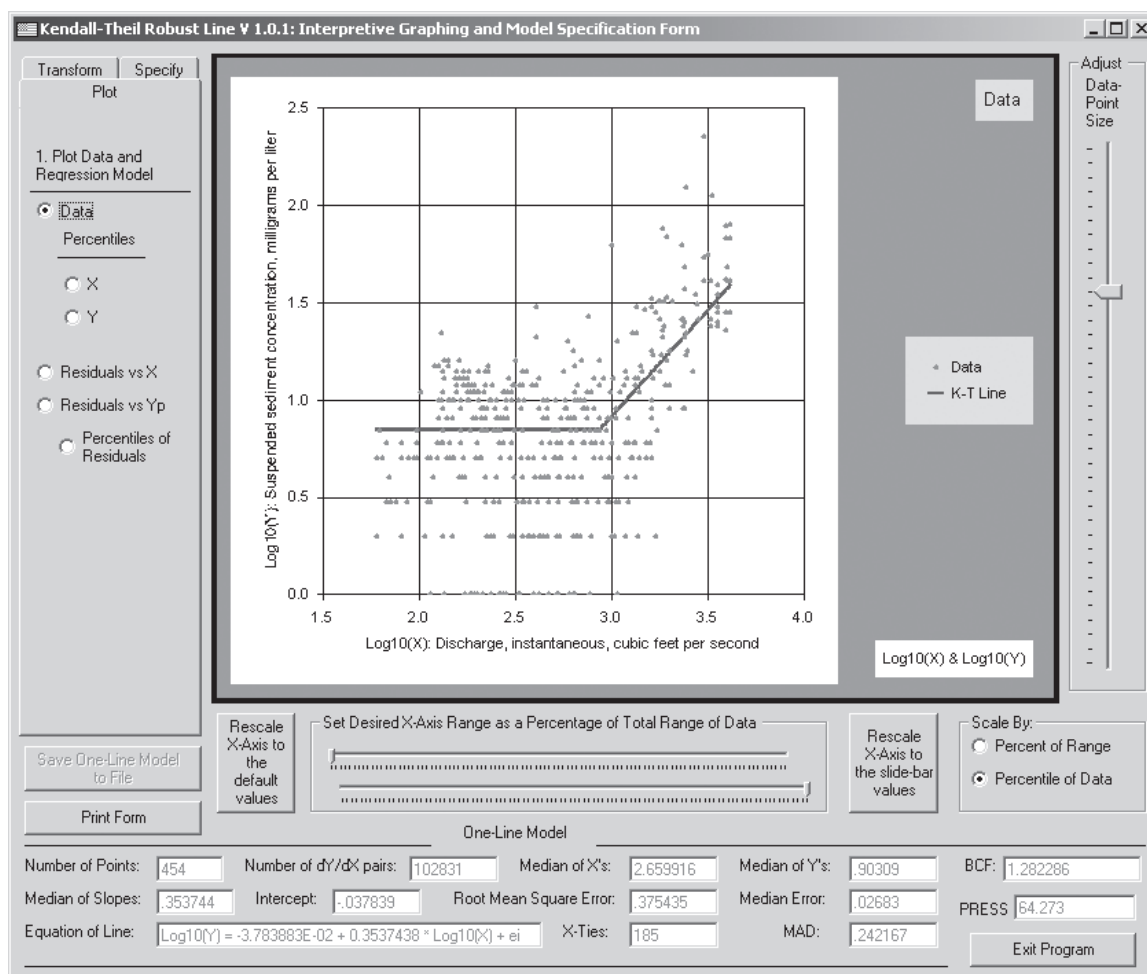 Kendall-Theil Robust Line V 1.0.1: Interpretive Graphing and Model Specification Form
Transform Specify
Plot
1. Plot Data and
Regression Model
Data
Percentiles
X
Y
Residuals vs X
Residuals vs Yp
Percentiles of
Residuals
Save One-Line Model
to File
Print Form
Log10(Y): Suspended sediment concentration, milligrams per liter
2.5
2.0
1.5
1.0
0.5
0.0
1.5 2.0 2.5 3.0 3.5 4.0
Log10(X): Discharge, instantaneous, cubic feet per second
Data
Data
K-T Line
Log10(X) & Log10(Y)
Adjust
Data-
Point
Size
Rescale
X-Axis to
the
default
values
Set Desired X-Axis Range as a Percentage of Total Range of Data
Rescale
X-Axis to
the slide-bar
values
Scale By:
Percent of Range
Percentile of Data
One-Line Model
Number of Points: 454 Number of dY/dX pairs: 102831 Median of X's: 2.659916 Median of Y's: .90309 BCF: 1.282286
Median of Slopes: .353744 Intercept: -.037839 Root Mean Square Error: .375435 Median Error: .02683 PRESS 64.273
Equation of Line: Log10(Y) = -3.783883E-02 + 0.3537438 * Log10(X) + ei X-Ties: 185 MAD: .242167
Exit Program